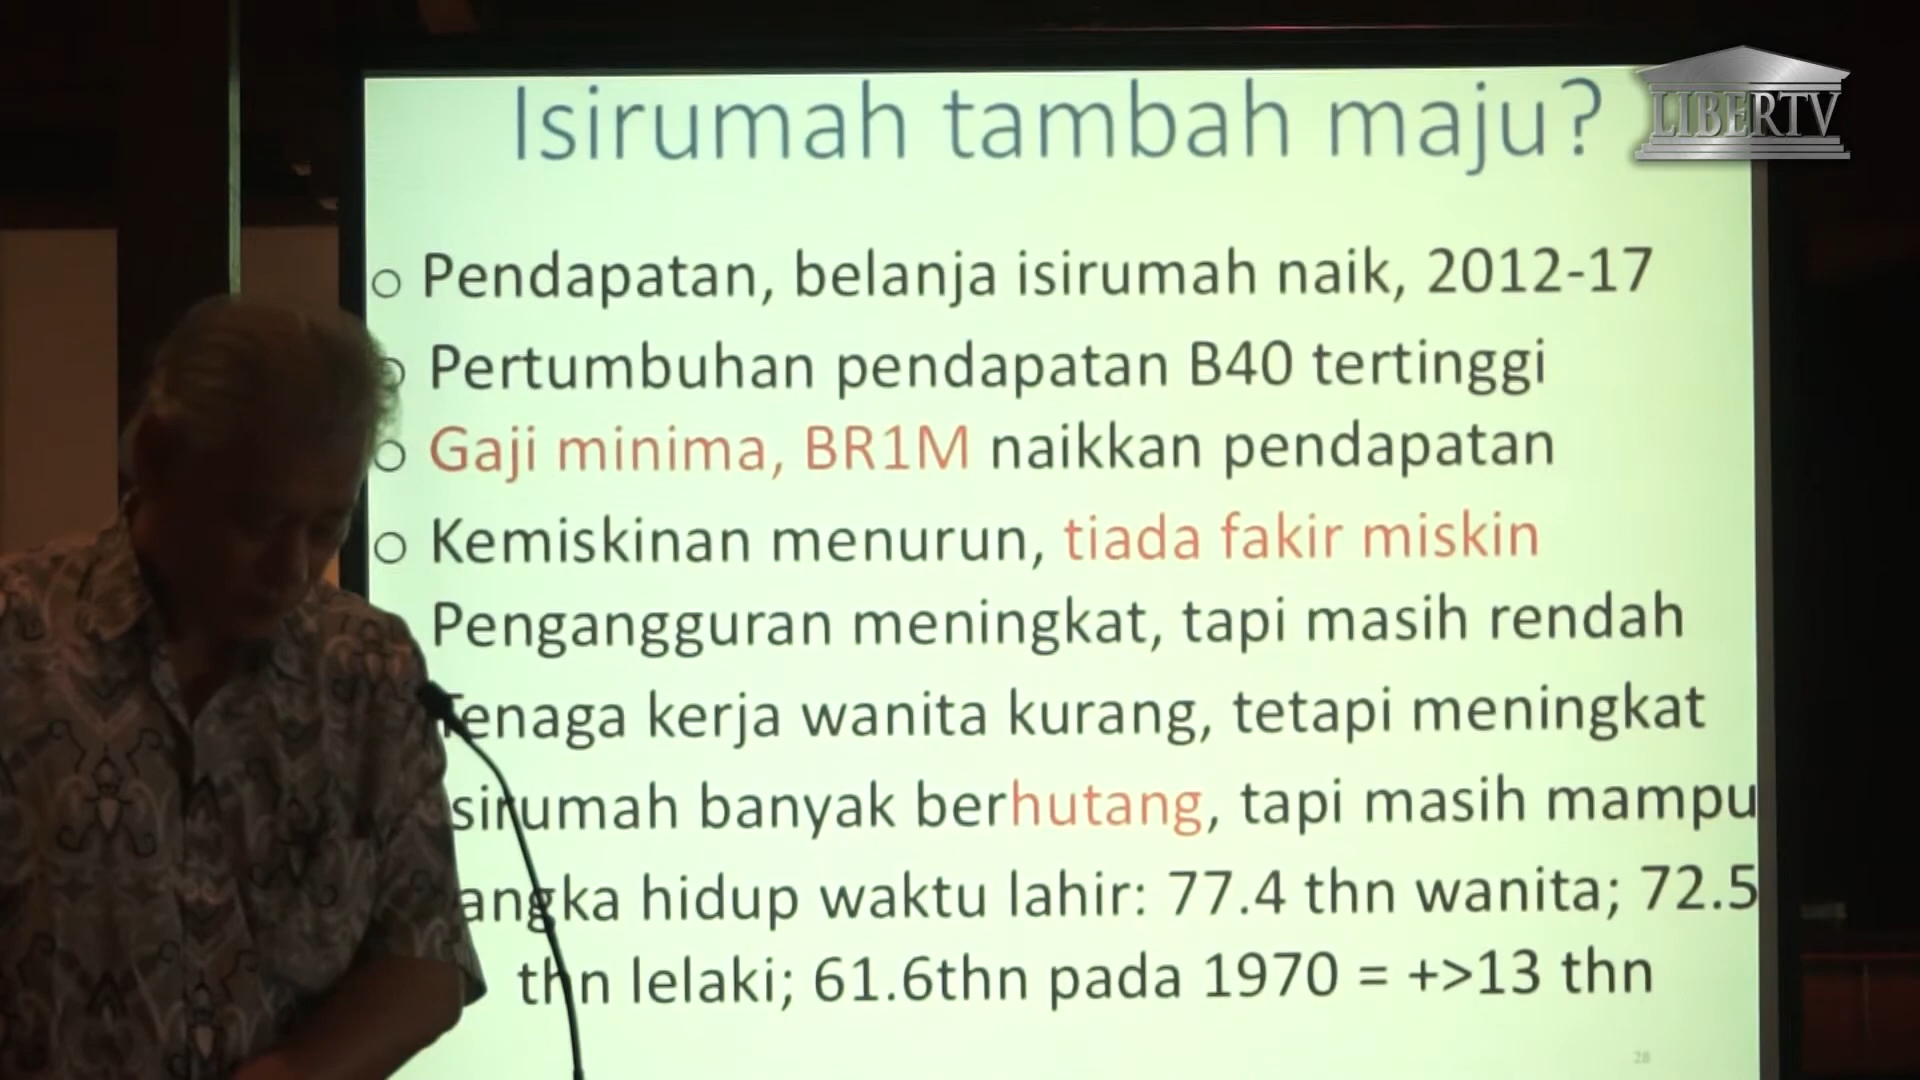 LIBERTV
Isirumah tambah maju?
Pendapatan, belanja isirumah naik, 2012-17
Pertumbuhan pendapatan B40 tertinggi
Gaji minima, BR1M naikkan pendapatan
Kemiskinan menurun, tiada fakir miskin
Pengangguran meningkat, tapi masih rendah
Tenaga kerja wanita kurang, tetapi meningkat
sirumah banyak berhutang, tapi masih mampu
angka hidup waktu lahir: 77.4 thn wanita; 72.5
thn lelaki; 61.6thn pada 1970 = +>13 thn
28